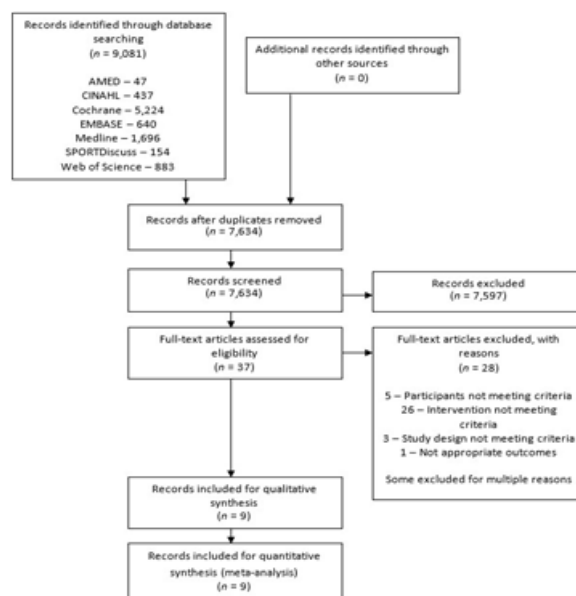 Records identified through database
searching
(n = 9,081)
AMED – 47
CINAHL – 437
Cochrane – 5,224
EMBASE – 640
Medline – 1,696
SPORTDiscuss – 154
Web of Science – 883
Additional records identified through
other sources
(n = 0)
Records after duplicates removed
(n = 7,634)
Records screened
(n = 7,634)
Records excluded
(n = 7,597)
Full-text articles assessed for
eligibility
(n = 37)
Full-text articles excluded, with
reasons
(n = 28)
5 – Participants not meeting criteria
26 – Intervention not meeting
criteria
3 – Study design not meeting criteria
1 – Not appropriate outcomes
Some excluded for multiple reasons
Records included for qualitative
synthesis
(n = 9)
Records included for quantitative
synthesis (meta-analysis)
(n = 9)